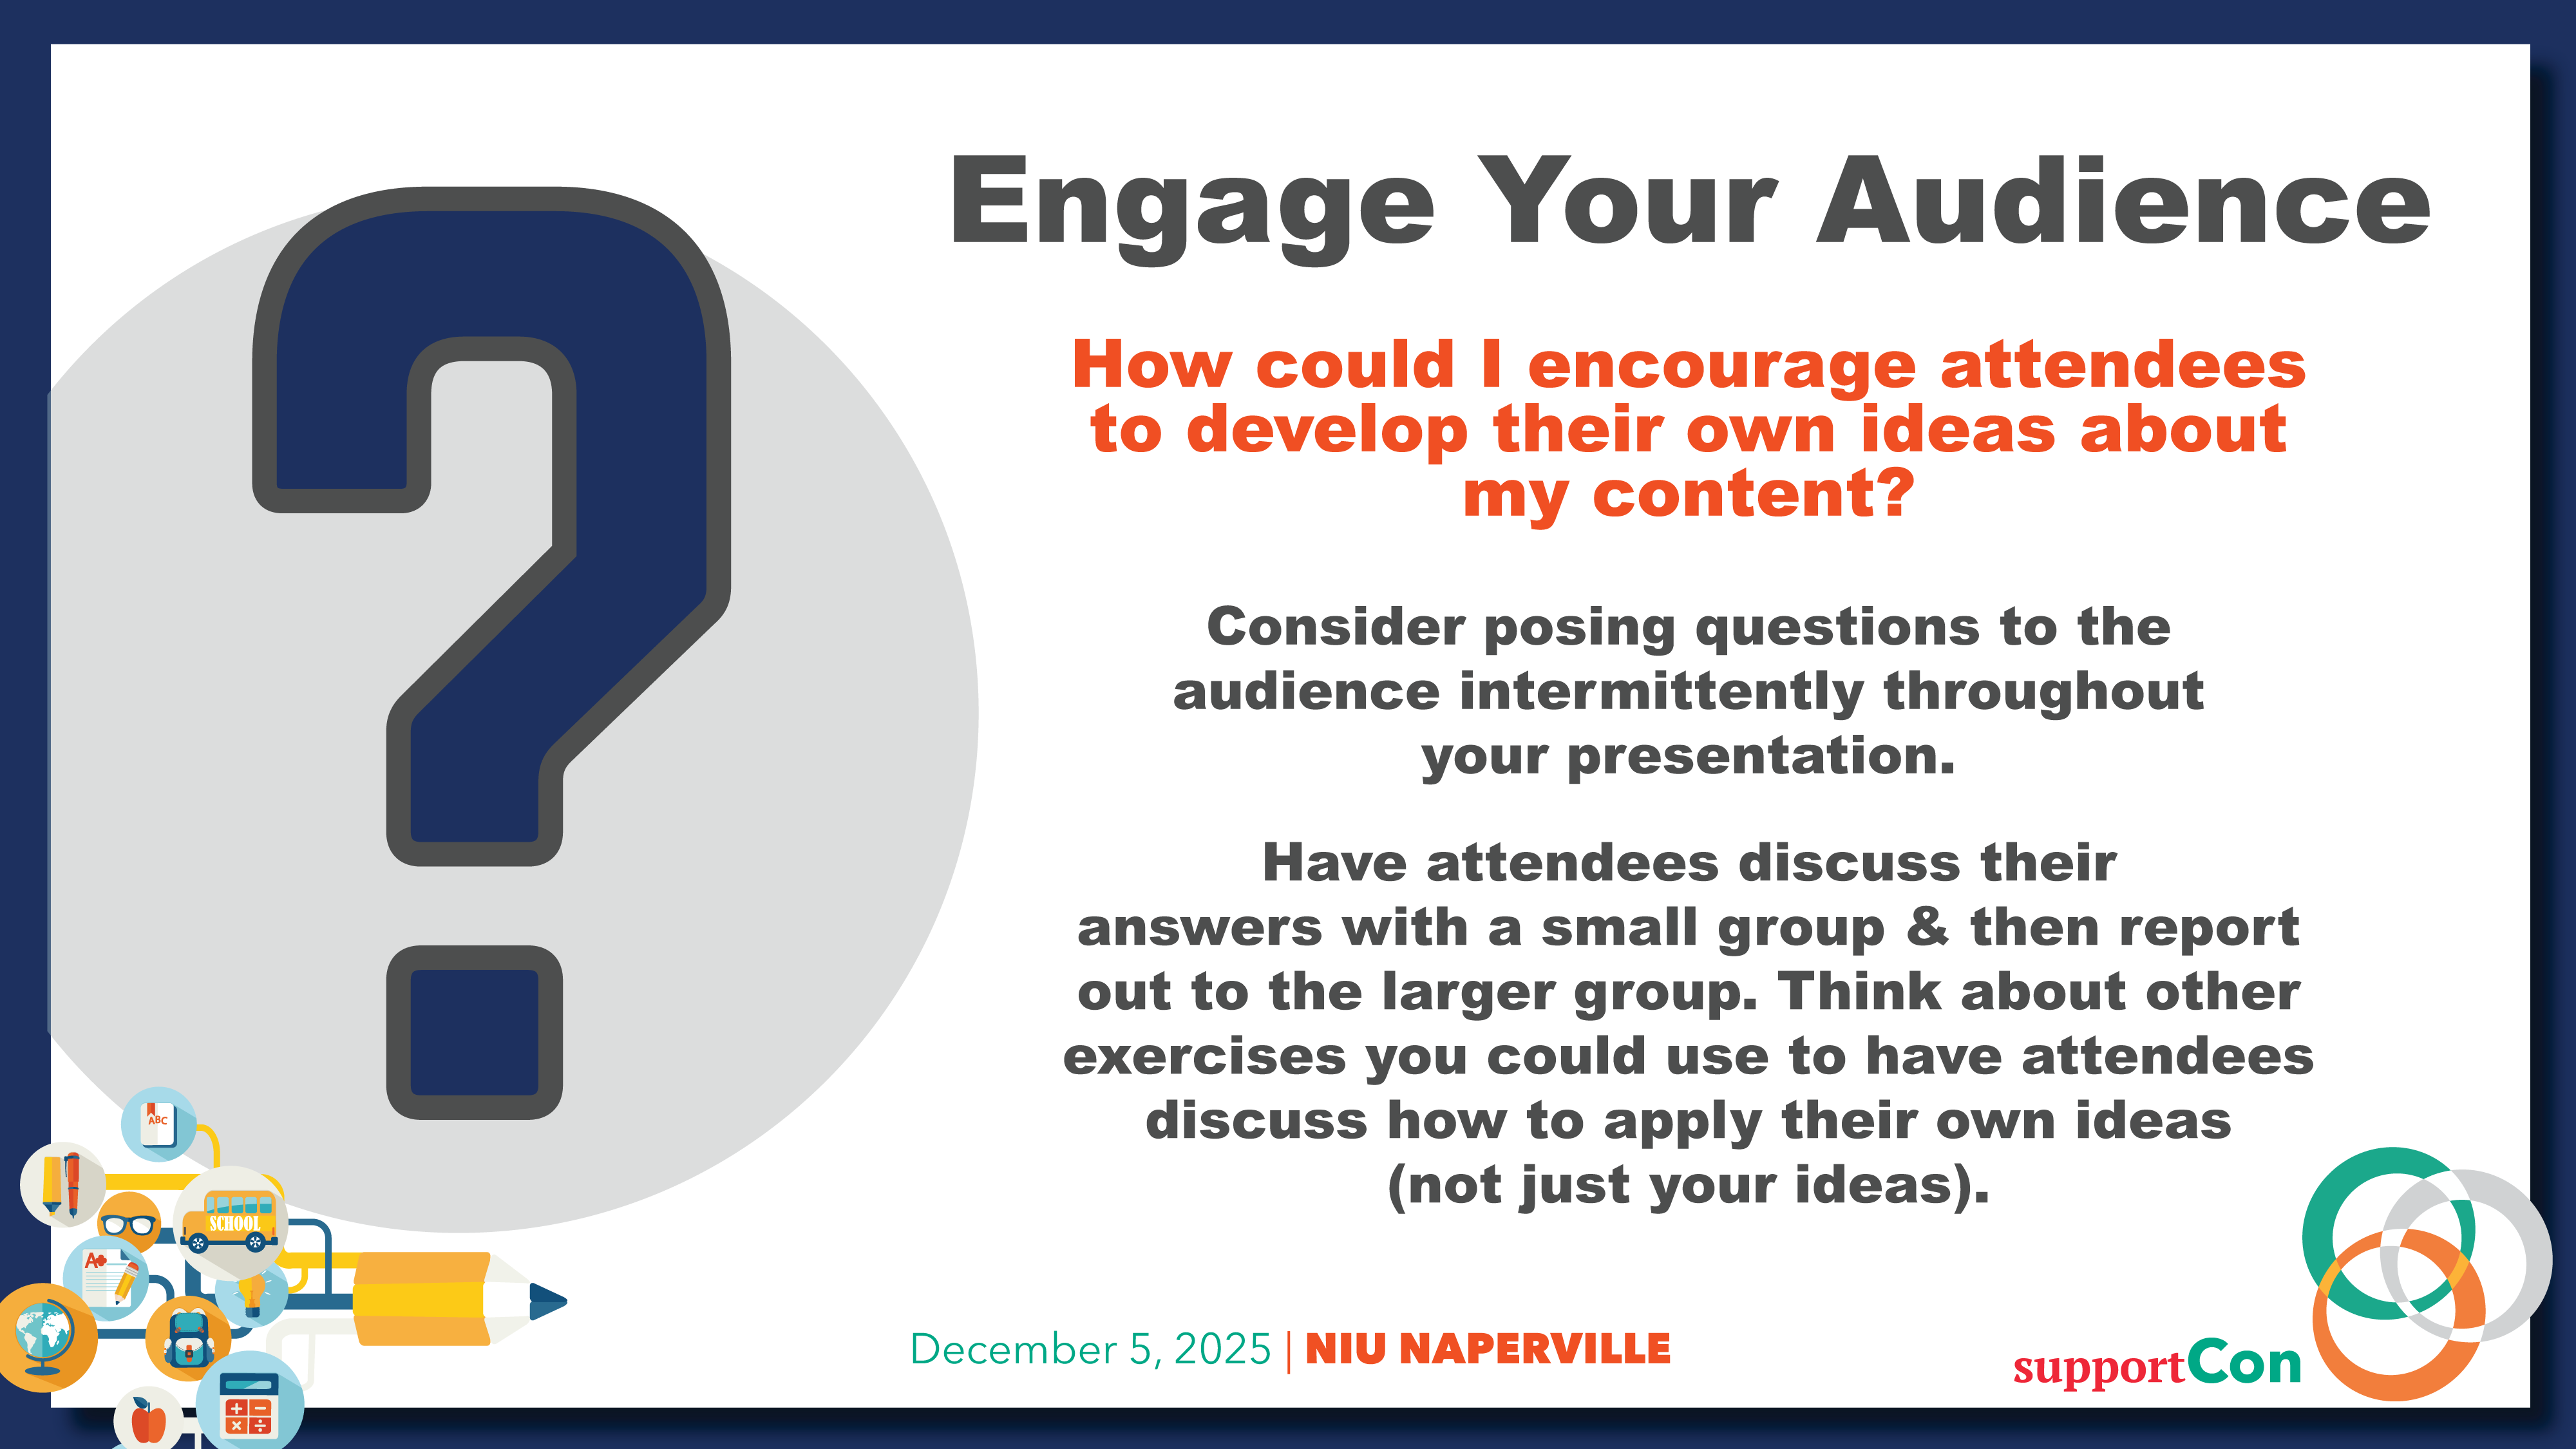 Engage Your Audience
How could I encourage attendees
to develop their own ideas about
my content?
Consider posing questions to the
audience intermittently throughout
your presentation.
Have attendees discuss their
answers with a small group & then report
out to the larger group. Think about other
exercises you could use to have attendees
discuss how to apply their own ideas
(not just your ideas).
ABC
SCHOOL
A+
December 5, 2025 | NIU NAPERVILLE
supportCon